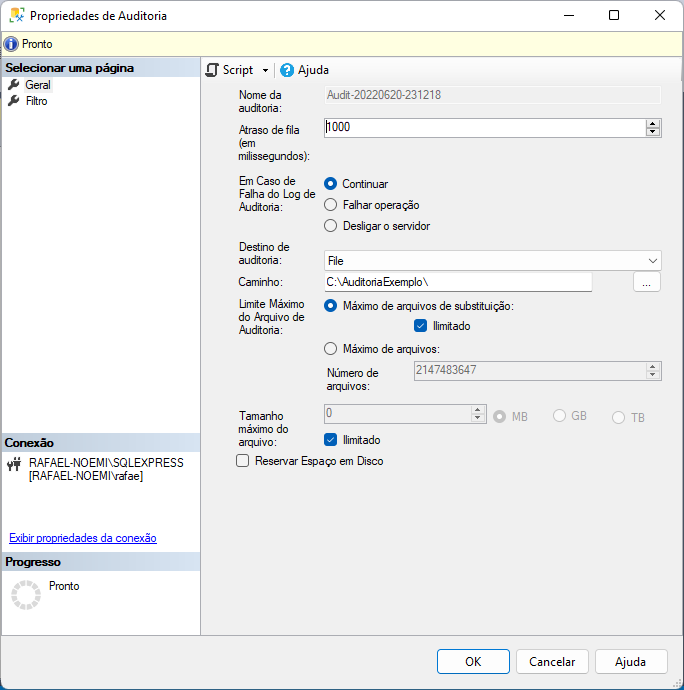 Propriedades de Auditoria
Pronto
Selecionar uma página
Geral
Filtro
Script
Ajuda
Nome da
auditoria:
Audit-20220620-231218
Atraso de fila
(em
milissegundos):
1000
Em Caso de
Falha do Log de
Auditoria:
Continuar
Falhar operação
Desligar o servidor
Destino de
auditoria:
File
Caminho:
C:\AuditoriaExemplo\
...
Limite Máximo
do Arquivo de
Auditoria:
Máximo de arquivos de substituição:
Ilimitado
Máximo de arquivos:
Número de
arquivos:
2147483647
Tamanho
máximo do
arquivo:
0
MB
GB
TB
Ilimitado
Reservar Espaço em Disco
Conexão
RAFAEL-NOEMI\SQLEXPRESS
[RAFAEL-NOEMI\rafae]
Exibir propriedades da conexão
Progresso
Pronto
OK
Cancelar
Ajuda